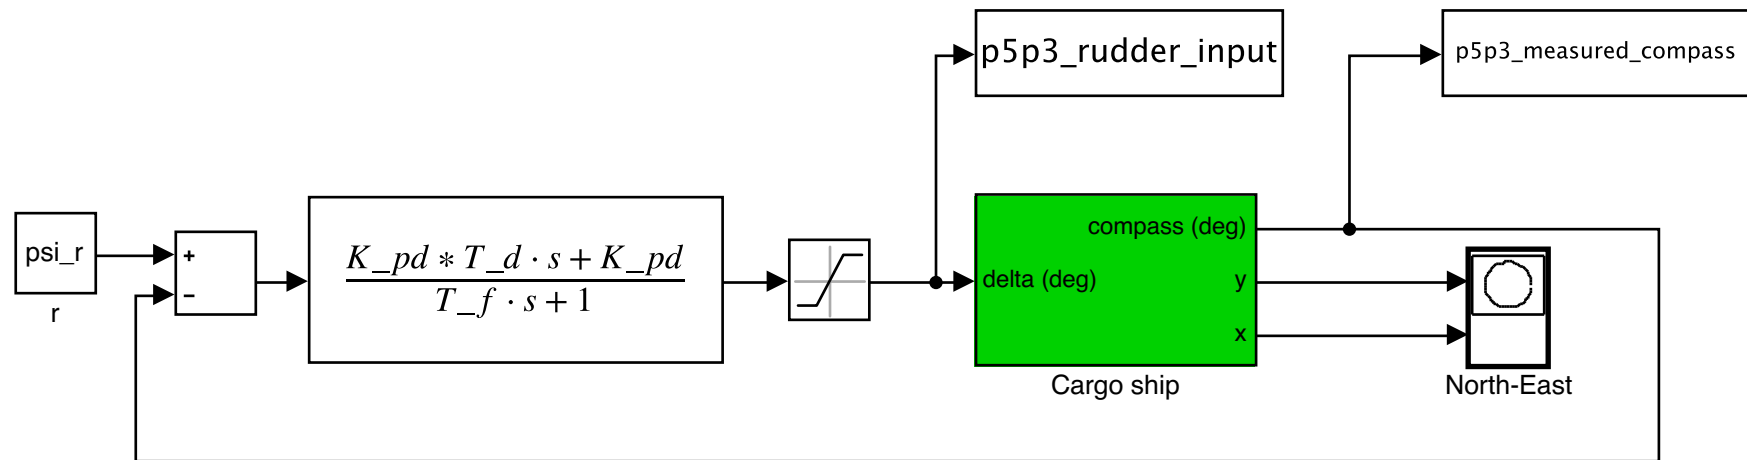 p5p3_rudder_input
p5p3_measured_compass
psi_r
r
+
−
K_pd ∗ T_d · s + K_pd
T_f · s + 1
compass (deg)
delta (deg)
y
x
Cargo ship
North-East